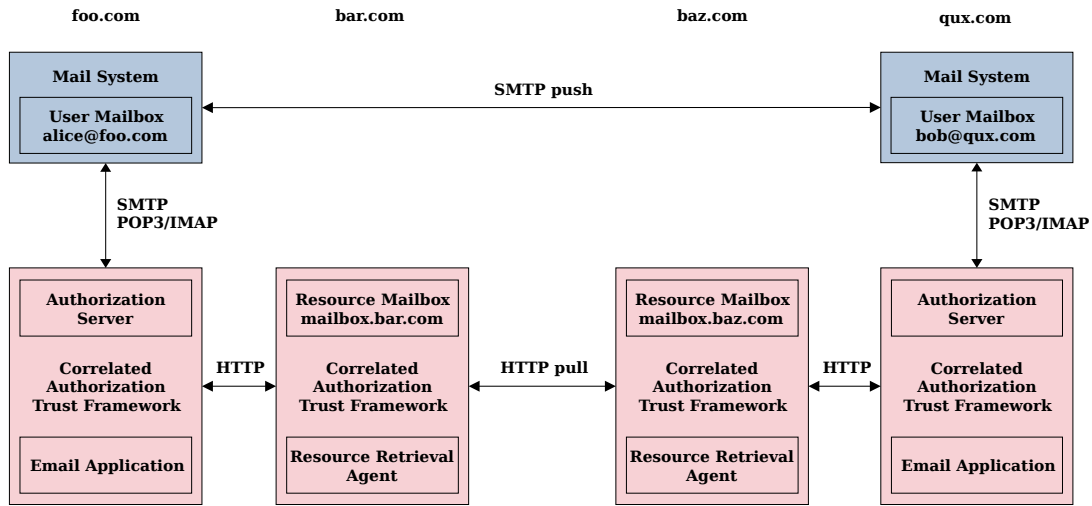 foo.com
bar.com
baz.com
qux.com
Mail System
User Mailbox
alice@foo.com
SMTP push
Mail System
User Mailbox
bob@qux.com
SMTP
POP3/IMAP
SMTP
POP3/IMAP
Authorization
Server
Correlated
Authorization
Trust Framework
Email Application
HTTP
Resource Mailbox
mailbox.bar.com
Correlated
Authorization
Trust Framework
Resource Retrieval
Agent
HTTP pull
Resource Mailbox
mailbox.baz.com
Correlated
Authorization
Trust Framework
Resource Retrieval
Agent
HTTP
Authorization
Server
Correlated
Authorization
Trust Framework
Email Application